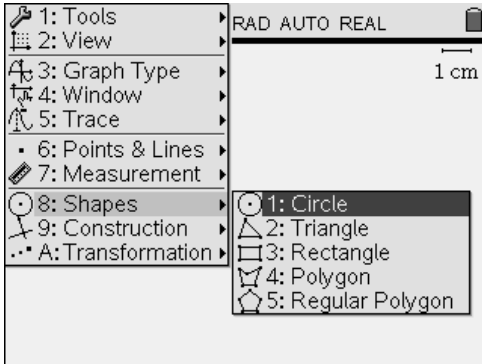 1: Tools
2: View
3: Graph Type
4: Window
5: Trace
6: Points & Lines
7: Measurement
8: Shapes
9: Construction
A: Transformation
RAD AUTO REAL
1 cm
1: Circle
2: Triangle
3: Rectangle
4: Polygon
5: Regular Polygon